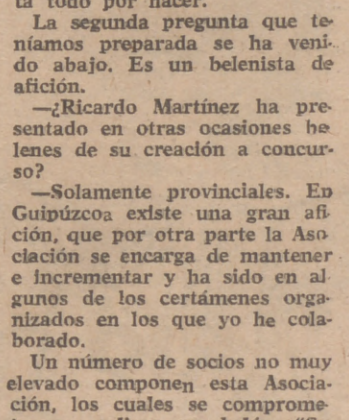 ta todo por hacer.
La segunda pregunta que te-
níamos preparada se ha veni-
do abajo. Es un belenista de
afición.
—¿Ricardo Martínez ha pre-
sentado en otras ocasiones be
lenes de su creación a concur-
so?
—Solamente provinciales. En
Guipúzcoa existe una gran afi
ción, que por otra parte la Aso
ciación se encarga de mantener
e incrementar y ha sido en al
gunos de los certámenes orga-
nizados en los que yo he cola-
borado.
Un número de socios no muy
elevado componen esta Asocia-
ción, los cuales se comprome-